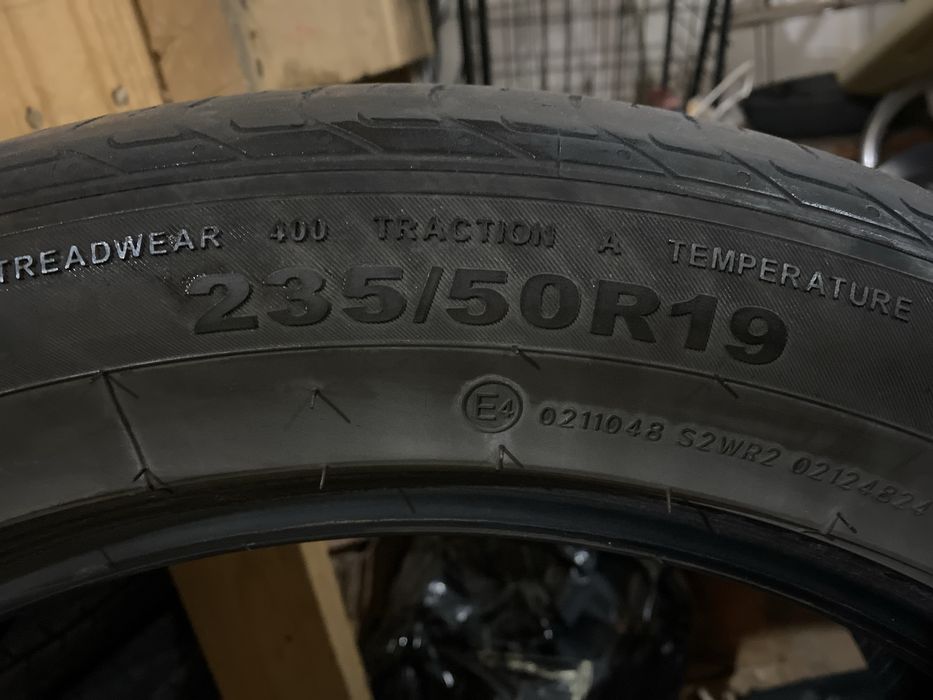 TREADWEAR 400 TRACTION A TEMPERATURE
235/50R19
E4 0211048 S2WR2 02124824